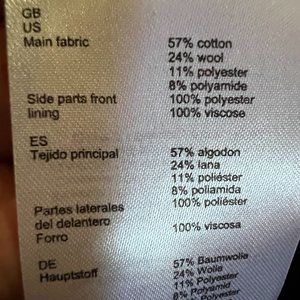 GB
US
Main fabric 57% cotton
24% wool
11% polyester
8% polyamide
Side parts front 100% polyester
lining 100% viscose
ES
Tejido principal 57% algodon
24% lana
11% poliéster
8% poliamida
Partes laterales 100% poliéster
del delantero
Forro 100% viscosa
DE
Hauptstoff 57% Baumwolle
24% Wolle
11% Polyester
8% Polyamid